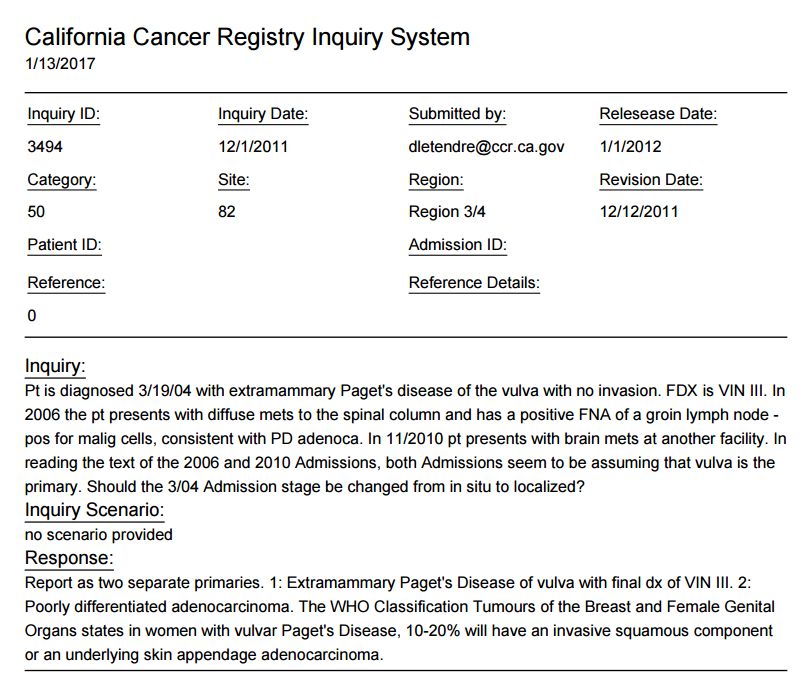 California Cancer Registry Inquiry System
1/13/2017
Inquiry ID: Inquiry Date: Submitted by: Relesease Date:
3494 12/1/2011 dletendre@ccr.ca.gov 1/1/2012
Category: Site: Region: Revision Date:
50 82 Region 3/4 12/12/2011
Patient ID: Admission ID:
Reference: Reference Details:
0
Inquiry:
Pt is diagnosed 3/19/04 with extramammary Paget's disease of the vulva with no invasion. FDX is VIN III. In
2006 the pt presents with diffuse mets to the spinal column and has a positive FNA of a groin lymph node -
pos for malig cells, consistent with PD adenoca. In 11/2010 pt presents with brain mets at another facility. In
reading the text of the 2006 and 2010 Admissions, both Admissions seem to be assuming that vulva is the
primary. Should the 3/04 Admission stage be changed from in situ to localized?
Inquiry Scenario:
no scenario provided
Response:
Report as two separate primaries. 1: Extramammary Paget's Disease of vulva with final dx of VIN III. 2:
Poorly differentiated adenocarcinoma. The WHO Classification Tumours of the Breast and Female Genital
Organs states in women with vulvar Paget's Disease, 10-20% will have an invasive squamous component
or an underlying skin appendage adenocarcinoma.